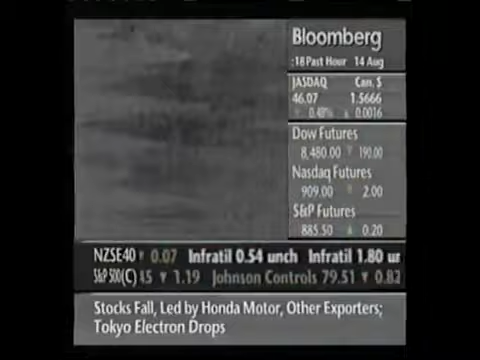 Bloomberg
:18 Past Hour 14 Aug
JASDAQ Can. $
46.07 1.5666
▼ 0.48% ▲ 0.0016
Dow Futures
8,480.00 ▼ 190.00
Nasdaq Futures
909.00 2.00
S&P Futures
885.50 ▲ 0.20
NZSE40 ▼ 0.07 Infratil 0.54 unch Infratil 1.80 ur
S&P 500(C) 45 ▼ 1.19 Johnson Controls 79.51 ▼ 0.82
Stocks Fall, Led by Honda Motor, Other Exporters;
Tokyo Electron Drops